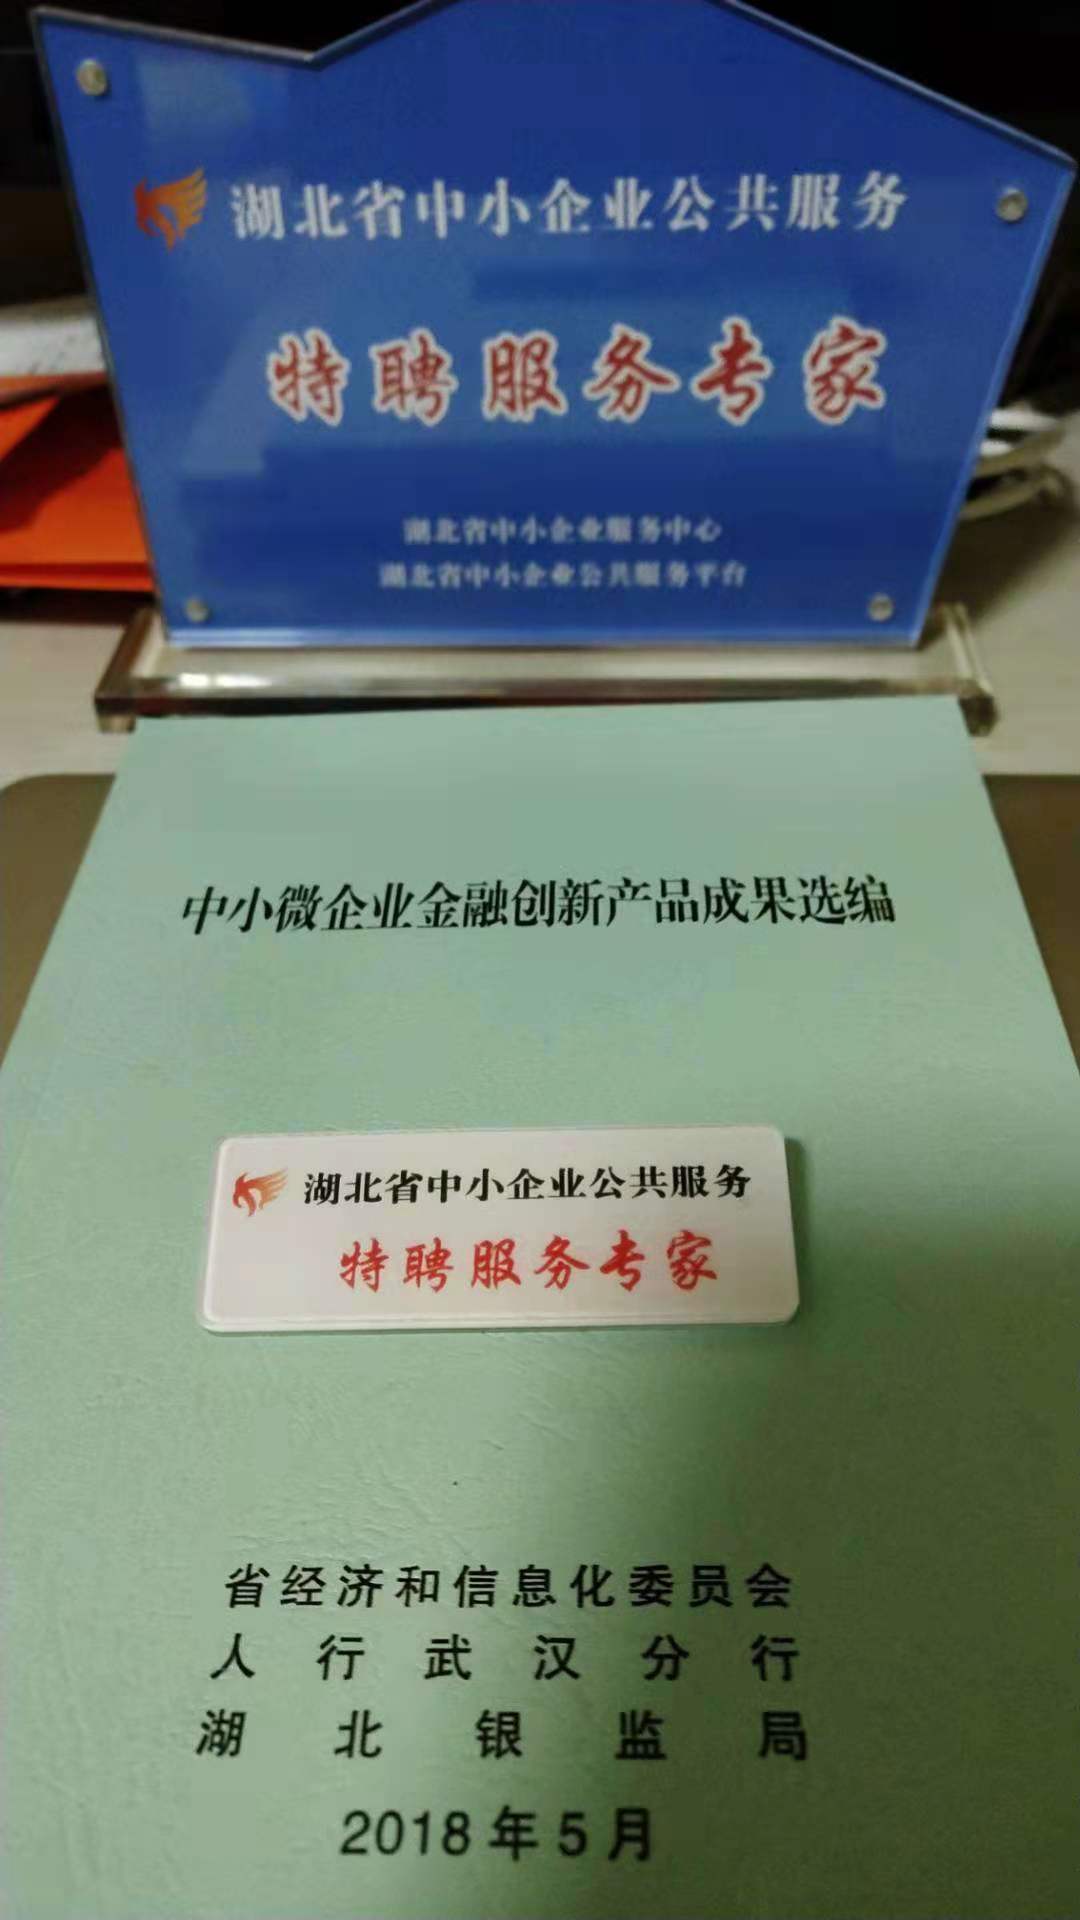 湖北省中小企业公共服务
特聘服务专家
湖北省中小企业服务中心
湖北省中小企业公共服务平台
中小微企业金融创新产品成果选编
湖北省中小企业公共服务
特聘服务专家
省经济和信息化委员会
人行武汉分行
湖北银监局
2018年5月